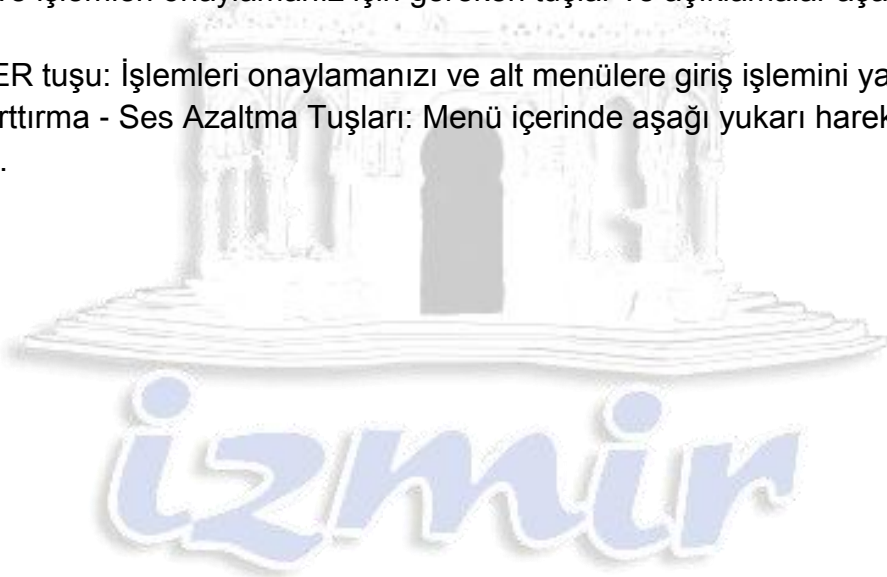 ER tuşu: İşlemleri onaylamanızı ve alt menülere giriş işlemini ya
rttırma - Ses Azaltma Tuşları: Menü içerinde aşağı yukarı harek
.
izmir